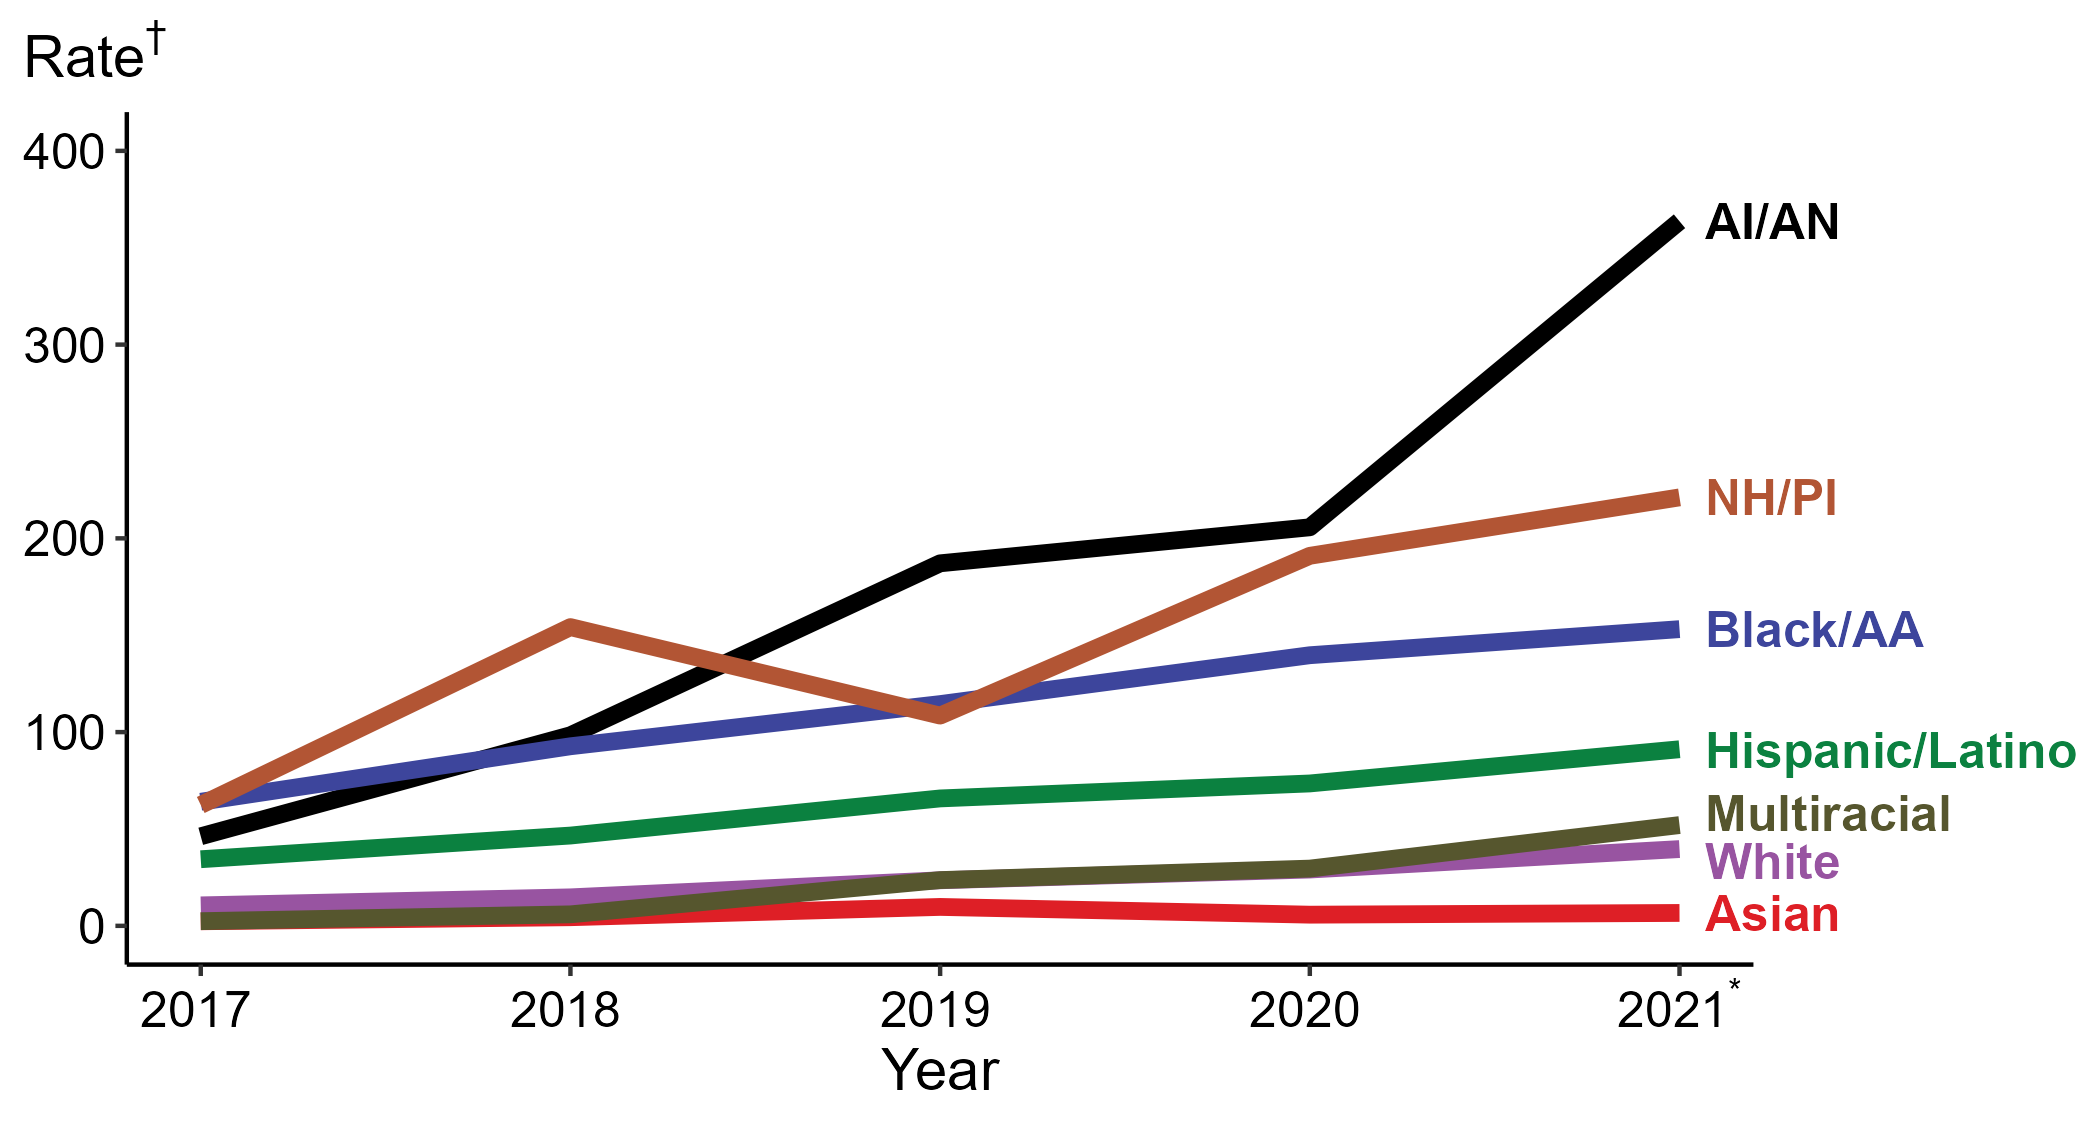 Rate†
400
300
200
100
0
AI/AN
NH/PI
Black/AA
Hispanic/Latino
Multiracial
White
Asian
2017 2018 2019 2020 2021*
Year